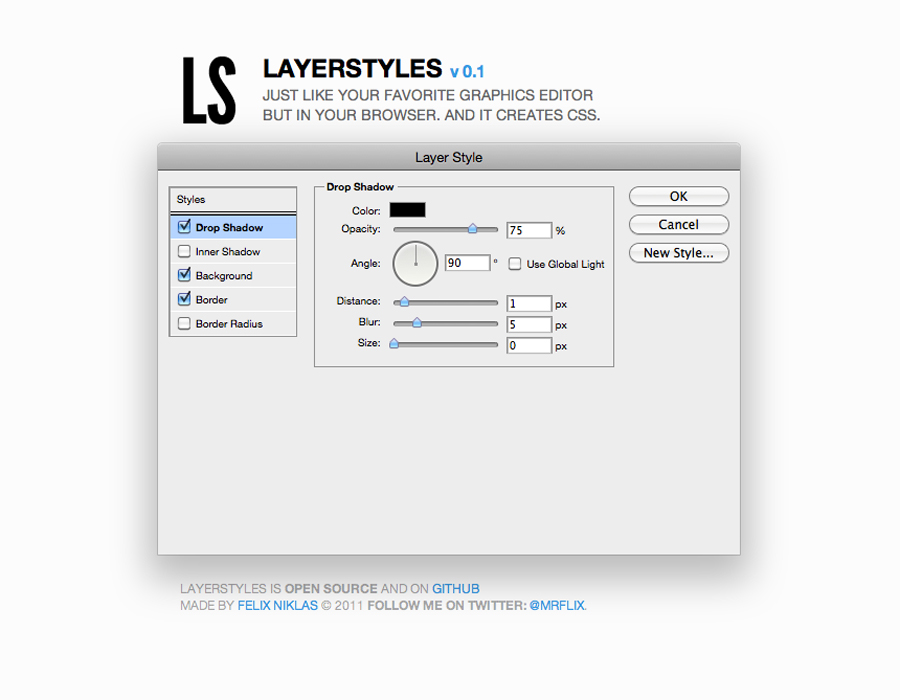 LS
LAYERSTYLES v 0.1
JUST LIKE YOUR FAVORITE GRAPHICS EDITOR
BUT IN YOUR BROWSER. AND IT CREATES CSS.
Layer Style
Styles
Drop Shadow
Inner Shadow
Background
Border
Border Radius
Drop Shadow
Color:
Opacity: 75 %
Angle: 90 ° Use Global Light
Distance: 1 px
Blur: 5 px
Size: 0 px
OK
Cancel
New Style...
LAYERSTYLES IS OPEN SOURCE AND ON GITHUB
MADE BY FELIX NIKLAS © 2011 FOLLOW ME ON TWITTER: @MRFLIX.